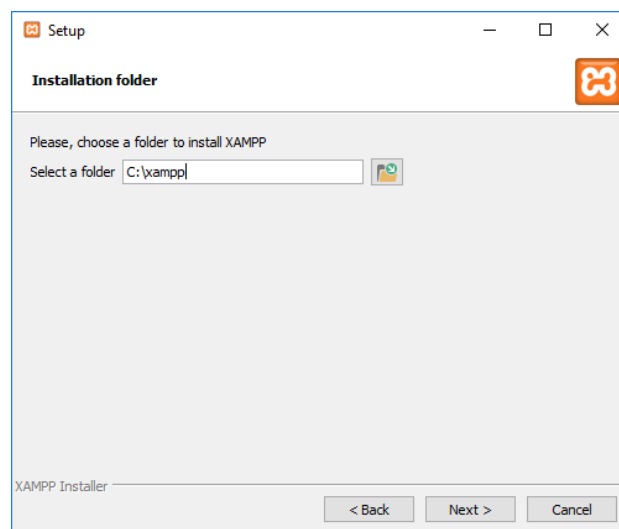 Setup
Installation folder
Please, choose a folder to install XAMPP
Select a folder C:\xampp
XAMPP Installer
< Back Next > Cancel